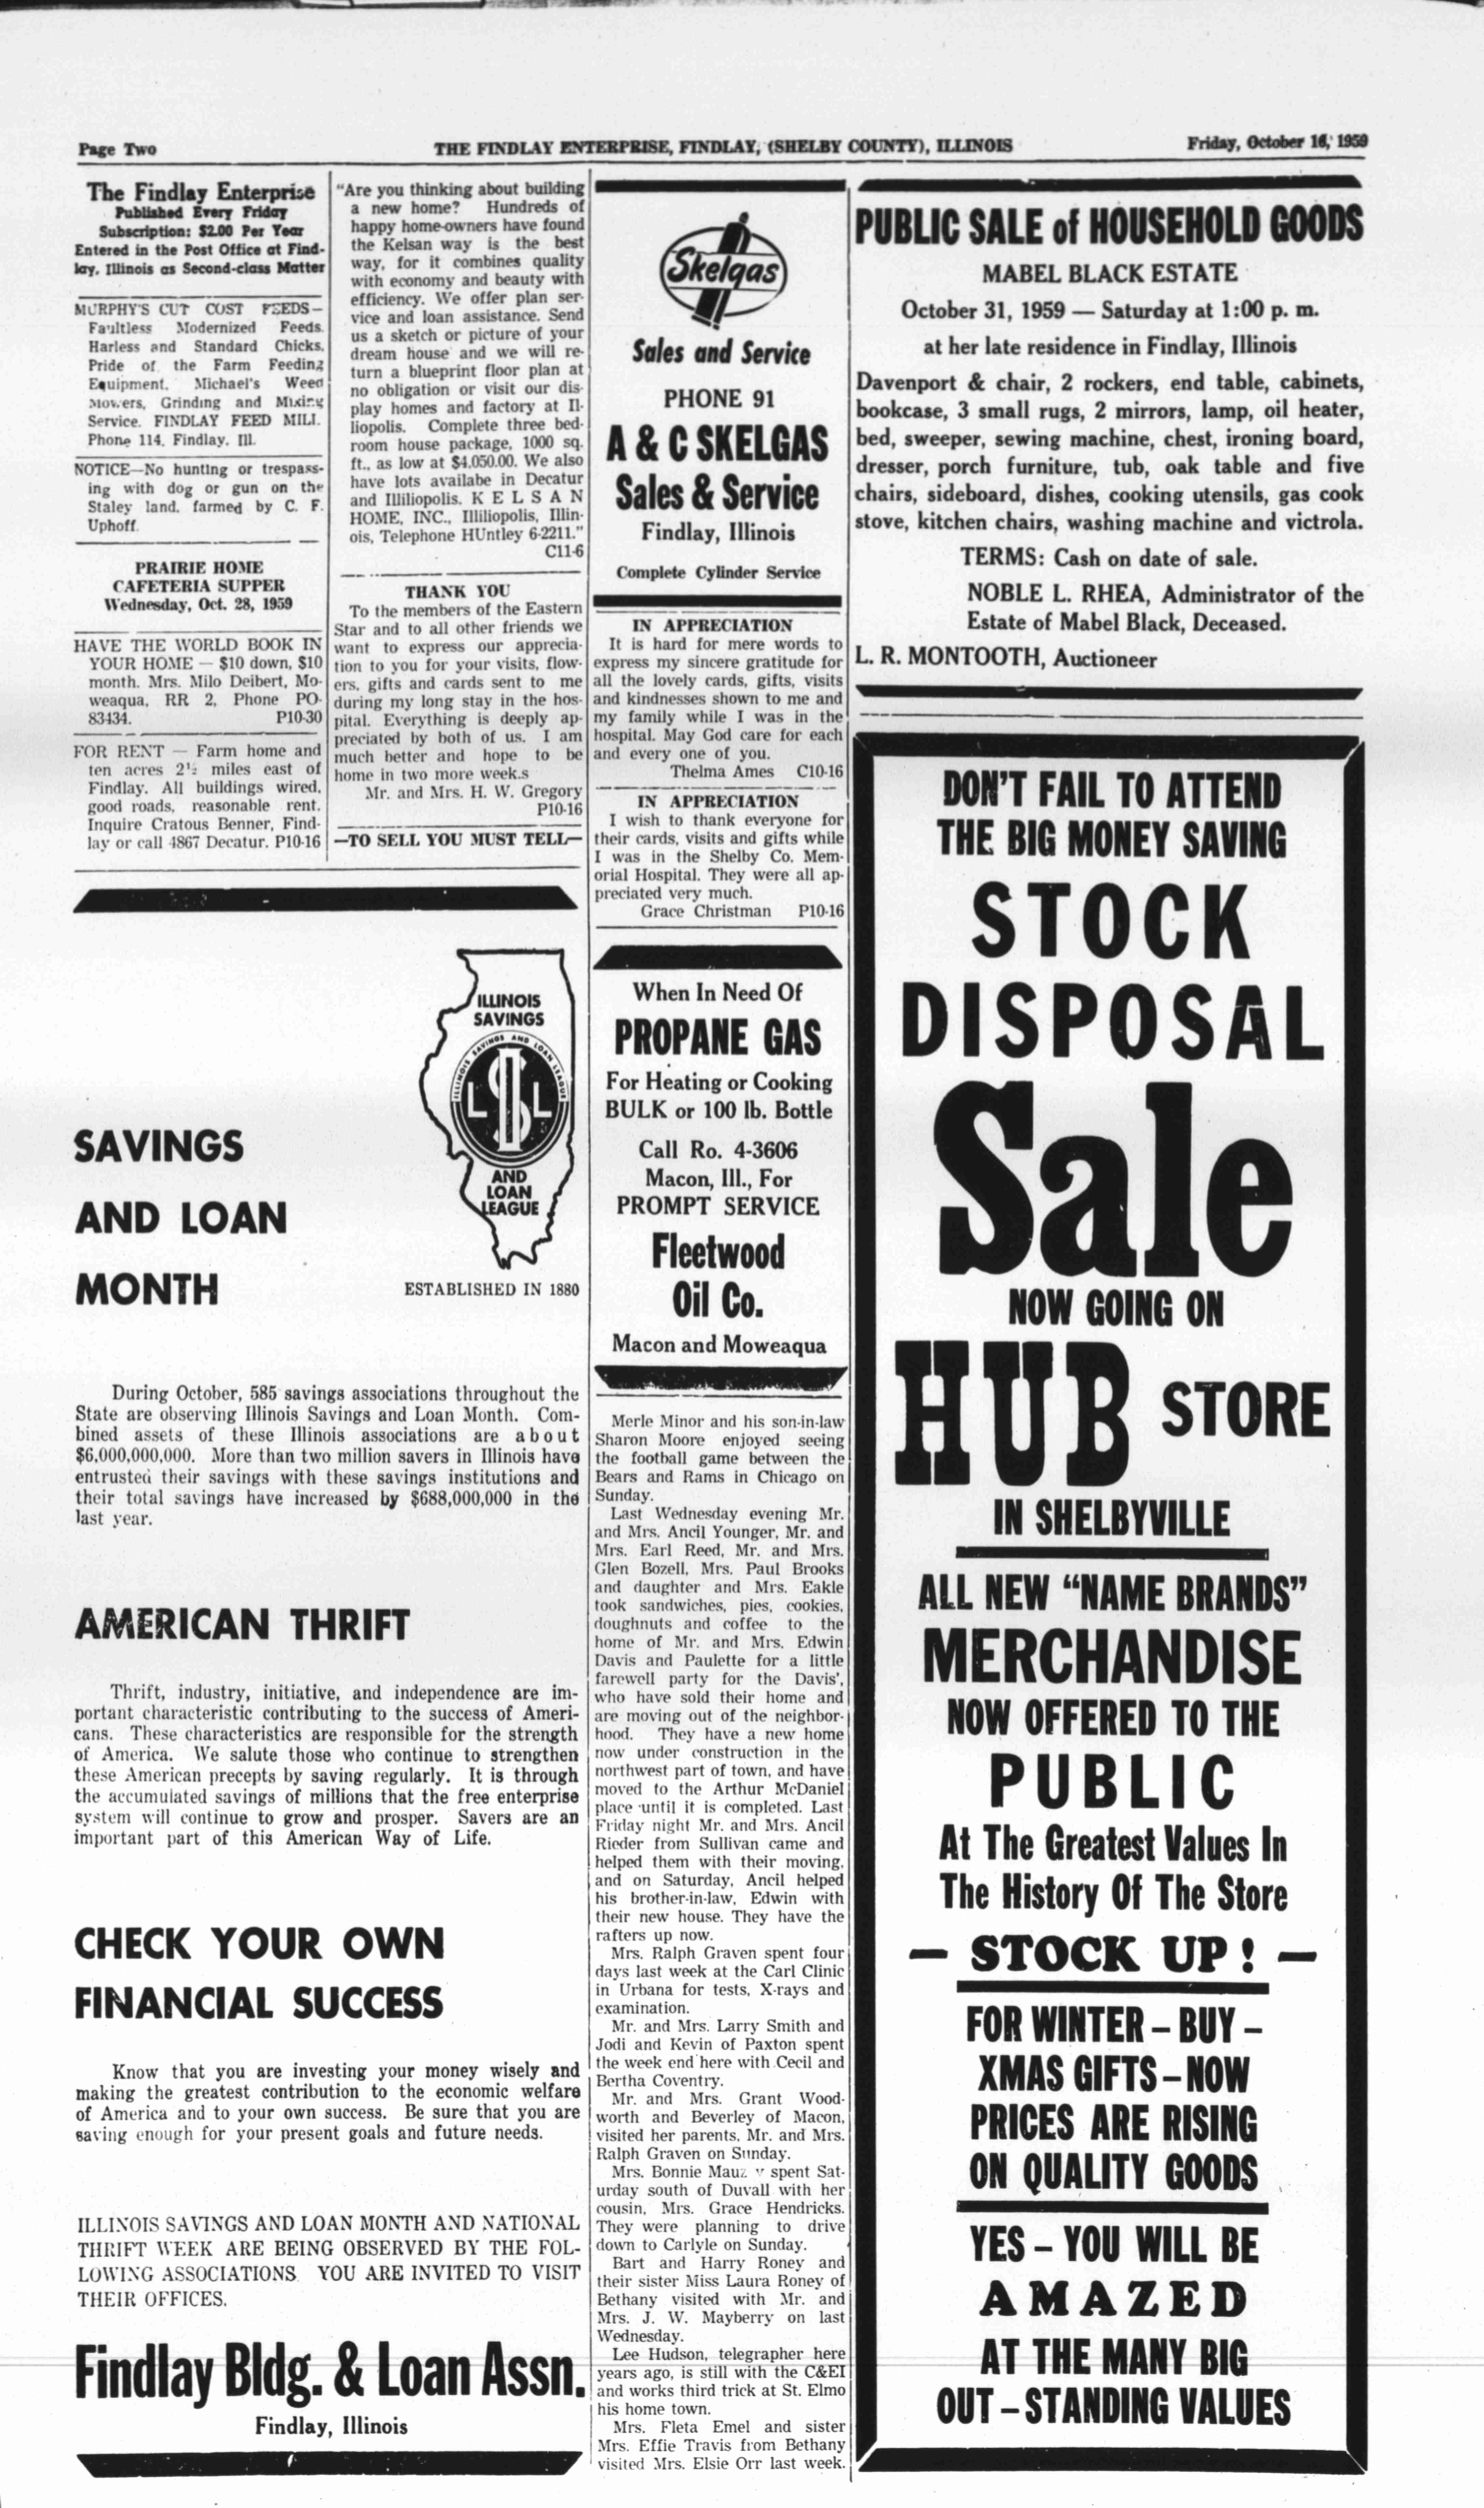 Page Two
THE FINDLAY ENTERPRISE, FINDLAY, (SHELBY COUNTY), ILLINOIS
Friday, October 16, 1959
The Findlay Enterprise
Published Every Friday
Subscription: $2.00 Per Year
Entered in the Post Office at Find-
lay, Illinois as Second-class Matter
MURPHY'S CUT COST FEEDS—
Faultless Modernized Feeds.
Harless and Standard Chicks.
Pride of the Farm Feeding
Equipment. Michael's Weed
Mowers, Grinding and Mixing
Service. FINDLAY FEED MILL.
Phone 114, Findlay, Ill.
NOTICE—No hunting or trespass-
ing with dog or gun on the
Staley land, farmed by C. F.
Uphoff.
PRAIRIE HOME
CAFETERIA SUPPER
Wednesday, Oct. 28, 1959
HAVE THE WORLD BOOK IN
YOUR HOME — $10 down, $10
month. Mrs. Milo Deibert, Mo-
weaqua, RR 2, Phone PO-
83434. P10-30
FOR RENT — Farm home and
ten acres 2½ miles east of
Findlay. All buildings wired,
good roads, reasonable rent.
Inquire Cratous Benner, Find-
lay or call 4867 Decatur. P10-16
"Are you thinking about building
a new home? Hundreds of
happy home-owners have found
the Kelsan way is the best
way, for it combines quality
with economy and beauty with
efficiency. We offer plan ser-
vice and loan assistance. Send
us a sketch or picture of your
dream house and we will re-
turn a blueprint floor plan at
no obligation or visit our dis-
play homes and factory at Il-
liopolis. Complete three bed-
room house package, 1000 sq.
ft., as low at $4,050.00. We also
have lots availabe in Decatur
and Illiliopolis. K E L S A N
HOME, INC., Illiliopolis, Illin-
ois, Telephone HUntley 6-2211."
C11-6
THANK YOU
To the members of the Eastern
Star and to all other friends we
want to express our apprecia-
tion to you for your visits, flow-
ers, gifts and cards sent to me
during my long stay in the hos-
pital. Everything is deeply ap-
preciated by both of us. I am
much better and hope to be
home in two more week.s
Mr. and Mrs. H. W. Gregory
P10-16
—TO SELL YOU MUST TELL—
ILLINOIS
SAVINGS
ILLINOIS SAVINGS AND LOAN LEAGUE
L S L
AND
LOAN
LEAGUE
ESTABLISHED IN 1880
SAVINGS
AND LOAN
MONTH
During October, 585 savings associations throughout the
State are observing Illinois Savings and Loan Month. Com-
bined assets of these Illinois associations are about
$6,000,000,000. More than two million savers in Illinois have
entrusted their savings with these savings institutions and
their total savings have increased by $688,000,000 in the
last year.
AMERICAN THRIFT
Thrift, industry, initiative, and independence are im-
portant characteristic contributing to the success of Ameri-
cans. These characteristics are responsible for the strength
of America. We salute those who continue to strengthen
these American precepts by saving regularly. It is through
the accumulated savings of millions that the free enterprise
system will continue to grow and prosper. Savers are an
important part of this American Way of Life.
CHECK YOUR OWN
FINANCIAL SUCCESS
Know that you are investing your money wisely and
making the greatest contribution to the economic welfare
of America and to your own success. Be sure that you are
saving enough for your present goals and future needs.
ILLINOIS SAVINGS AND LOAN MONTH AND NATIONAL
THRIFT WEEK ARE BEING OBSERVED BY THE FOL-
LOWING ASSOCIATIONS. YOU ARE INVITED TO VISIT
THEIR OFFICES.
Findlay Bldg. & Loan Assn.
Findlay, Illinois
Skelgas
Sales and Service
PHONE 91
A & C SKELGAS
Sales & Service
Findlay, Illinois
Complete Cylinder Service
IN APPRECIATION
It is hard for mere words to
express my sincere gratitude for
all the lovely cards, gifts, visits
and kindnesses shown to me and
my family while I was in the
hospital. May God care for each
and every one of you.
Thelma Ames C10-16
IN APPRECIATION
I wish to thank everyone for
their cards, visits and gifts while
I was in the Shelby Co. Mem-
orial Hospital. They were all ap-
preciated very much.
Grace Christman P10-16
When In Need Of
PROPANE GAS
For Heating or Cooking
BULK or 100 lb. Bottle
Call Ro. 4-3606
Macon, Ill., For
PROMPT SERVICE
Fleetwood
Oil Co.
Macon and Moweaqua
Merle Minor and his son-in-law
Sharon Moore enjoyed seeing
the football game between the
Bears and Rams in Chicago on
Sunday.
Last Wednesday evening Mr.
and Mrs. Ancil Younger, Mr. and
Mrs. Earl Reed, Mr. and Mrs.
Glen Bozell, Mrs. Paul Brooks
and daughter and Mrs. Eakle
took sandwiches, pies, cookies,
doughnuts and coffee to the
home of Mr. and Mrs. Edwin
Davis and Paulette for a little
farewell party for the Davis',
who have sold their home and
are moving out of the neighbor-
hood. They have a new home
now under construction in the
northwest part of town, and have
moved to the Arthur McDaniel
place until it is completed. Last
Friday night Mr. and Mrs. Ancil
Rieder from Sullivan came and
helped them with their moving,
and on Saturday, Ancil helped
his brother-in-law, Edwin with
their new house. They have the
rafters up now.
Mrs. Ralph Graven spent four
days last week at the Carl Clinic
in Urbana for tests, X-rays and
examination.
Mr. and Mrs. Larry Smith and
Jodi and Kevin of Paxton spent
the week end here with Cecil and
Bertha Coventry.
Mr. and Mrs. Grant Wood-
worth and Beverley of Macon,
visited her parents, Mr. and Mrs.
Ralph Graven on Sunday.
Mrs. Bonnie Mauz y spent Sat-
urday south of Duvall with her
cousin, Mrs. Grace Hendricks.
They were planning to drive
down to Carlyle on Sunday.
Bart and Harry Roney and
their sister Miss Laura Roney of
Bethany visited with Mr. and
Mrs. J. W. Mayberry on last
Wednesday.
Lee Hudson, telegrapher here
years ago, is still with the C&EI
and works third trick at St. Elmo
his home town.
Mrs. Fleta Emel and sister
Mrs. Effie Travis from Bethany
visited Mrs. Elsie Orr last week.
PUBLIC SALE of HOUSEHOLD GOODS
MABEL BLACK ESTATE
October 31, 1959 — Saturday at 1:00 p. m.
at her late residence in Findlay, Illinois
Davenport & chair, 2 rockers, end table, cabinets,
bookcase, 3 small rugs, 2 mirrors, lamp, oil heater,
bed, sweeper, sewing machine, chest, ironing board,
dresser, porch furniture, tub, oak table and five
chairs, sideboard, dishes, cooking utensils, gas cook
stove, kitchen chairs, washing machine and victrola.
TERMS: Cash on date of sale.
NOBLE L. RHEA, Administrator of the
Estate of Mabel Black, Deceased.
L. R. MONTOOTH, Auctioneer
DON'T FAIL TO ATTEND
THE BIG MONEY SAVING
STOCK
DISPOSAL
Sale
NOW GOING ON
HUB STORE
IN SHELBYVILLE
ALL NEW "NAME BRANDS"
MERCHANDISE
NOW OFFERED TO THE
PUBLIC
At The Greatest Values In
The History Of The Store
— STOCK UP! —
FOR WINTER – BUY –
XMAS GIFTS – NOW
PRICES ARE RISING
ON QUALITY GOODS
YES – YOU WILL BE
AMAZED
AT THE MANY BIG
OUT – STANDING VALUES